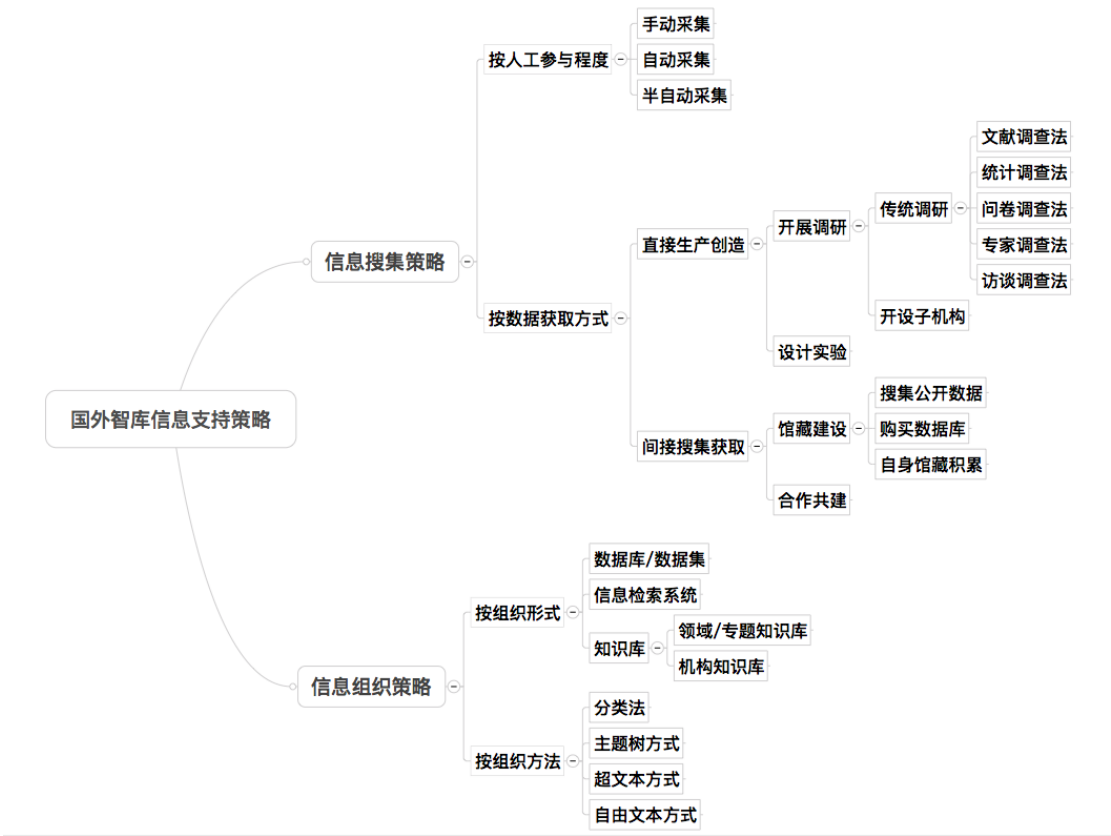 国外智库信息支持策略
信息搜集策略
按人工参与程度
手动采集
自动采集
半自动采集
按数据获取方式
直接生产创造
开展调研
传统调研
文献调查法
统计调查法
问卷调查法
专家调查法
访谈调查法
开设子机构
设计实验
间接搜集获取
馆藏建设
搜集公开数据
购买数据库
自身馆藏积累
合作共建
信息组织策略
按组织形式
数据库/数据集
信息检索系统
知识库
领域/专题知识库
机构知识库
按组织方法
分类法
主题树方式
超文本方式
自由文本方式